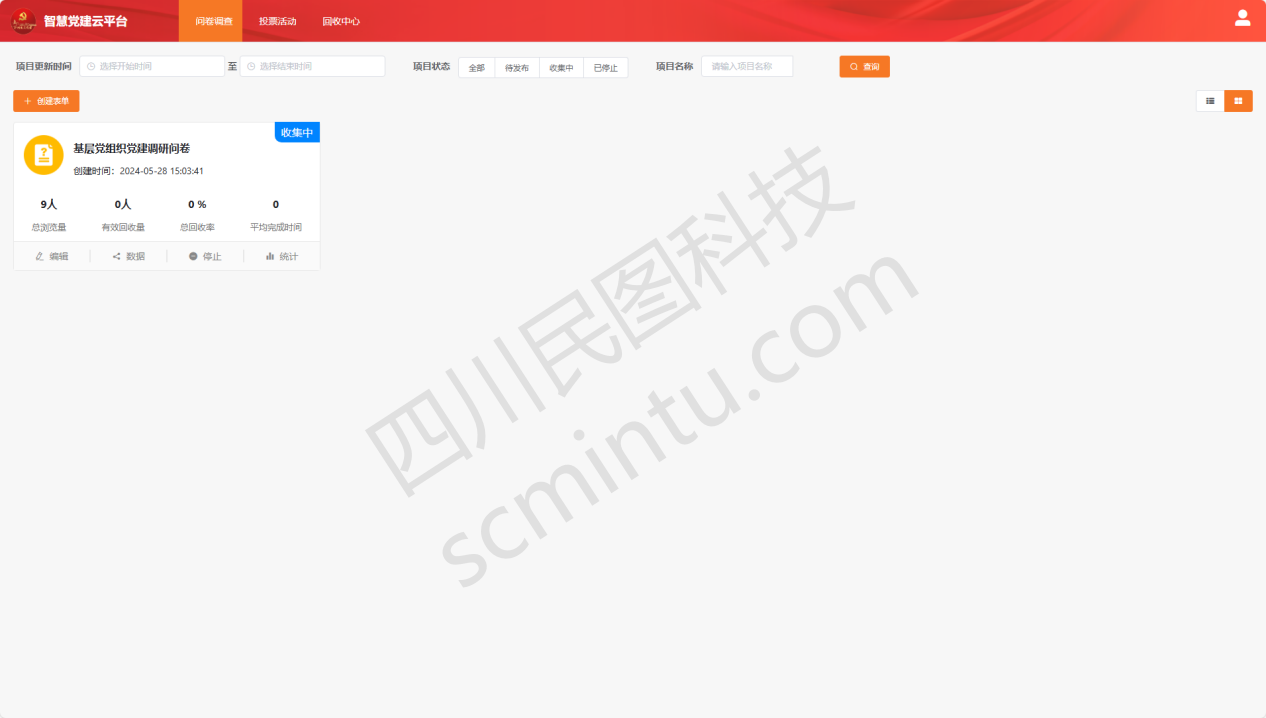 智慧党建云平台 问卷调查 投票活动 回收中心
项目更新时间 选择开始时间 至 选择结束时间 项目状态 全部 待发布 收集中 已停止 项目名称 请输入项目名称 查询
+ 创建表单
收集中
基层党组织党建调研问卷
创建时间：2024-05-28 15:03:41
9人 0人 0 % 0
总浏览量 有效回收量 总回收率 平均完成时间
编辑 数据 停止 统计
四川民图科技
scmintu.com